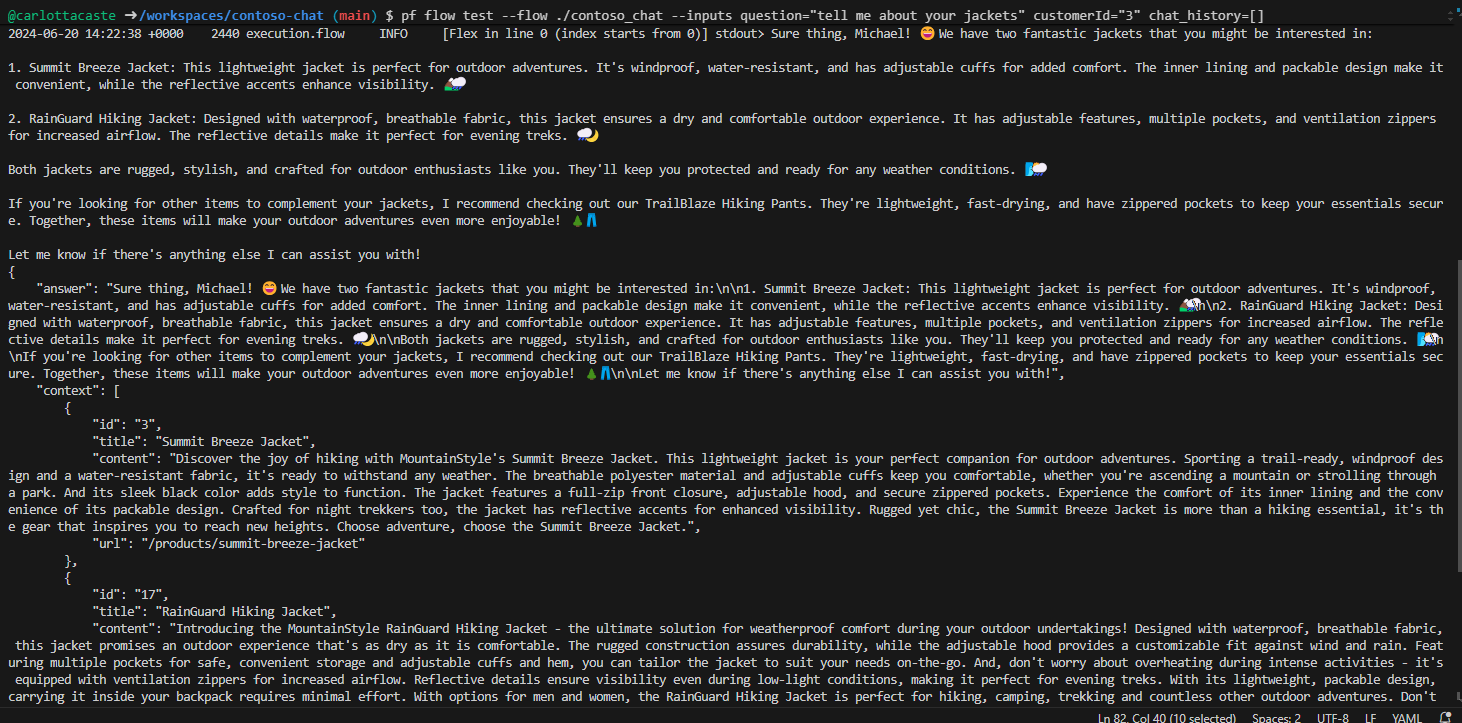 @carlottacaste ➜/workspaces/contoso-chat (main) $ pf flow test --flow ./contoso_chat --inputs question="tell me about your jackets" customerId="3" chat_history=[]
2024-06-20 14:22:38 +0000    2440 execution.flow     INFO     [Flex in line 0 (index starts from 0)] stdout> Sure thing, Michael! 😄 We have two fantastic jackets that you might be interested in:
1. Summit Breeze Jacket: This lightweight jacket is perfect for outdoor adventures. It's windproof, water-resistant, and has adjustable cuffs for added comfort. The inner lining and packable design make it
convenient, while the reflective accents enhance visibility. 🏔️🌧️
2. RainGuard Hiking Jacket: Designed with waterproof, breathable fabric, this jacket ensures a dry and comfortable outdoor experience. It has adjustable features, multiple pockets, and ventilation zippers
for increased airflow. The reflective details make it perfect for evening treks. 🌧️🌙
Both jackets are rugged, stylish, and crafted for outdoor enthusiasts like you. They'll keep you protected and ready for any weather conditions.
If you're looking for other items to complement your jackets, I recommend checking out our TrailBlaze Hiking Pants. They're lightweight, fast-drying, and have zippered pockets to keep your essentials secur
e. Together, these items will make your outdoor adventures even more enjoyable! 🌲👖
Let me know if there's anything else I can assist you with!
{
"answer": "Sure thing, Michael! 😄 We have two fantastic jackets that you might be interested in:\n\n1. Summit Breeze Jacket: This lightweight jacket is perfect for outdoor adventures. It's windproof,
water-resistant, and has adjustable cuffs for added comfort. The inner lining and packable design make it convenient, while the reflective accents enhance visibility. 🏔️🌧️\n\n2. RainGuard Hiking Jacket: Desi
gned with waterproof, breathable fabric, this jacket ensures a dry and comfortable outdoor experience. It has adjustable features, multiple pockets, and ventilation zippers for increased airflow. The refle
ctive details make it perfect for evening treks. 🌧️🌙\n\nBoth jackets are rugged, stylish, and crafted for outdoor enthusiasts like you. They'll keep you protected and ready for any weather conditions. \n
\nIf you're looking for other items to complement your jackets, I recommend checking out our TrailBlaze Hiking Pants. They're lightweight, fast-drying, and have zippered pockets to keep your essentials sec
ure. Together, these items will make your outdoor adventures even more enjoyable! 🌲👖\n\nLet me know if there's anything else I can assist you with!",
"context": [
{
"id": "3",
"title": "Summit Breeze Jacket",
"content": "Discover the joy of hiking with MountainStyle's Summit Breeze Jacket. This lightweight jacket is your perfect companion for outdoor adventures. Sporting a trail-ready, windproof des
ign and a water-resistant fabric, it's ready to withstand any weather. The breathable polyester material and adjustable cuffs keep you comfortable, whether you're ascending a mountain or strolling through
a park. And its sleek black color adds style to function. The jacket features a full-zip front closure, adjustable hood, and secure zippered pockets. Experience the comfort of its inner lining and the conv
enience of its packable design. Crafted for night trekkers too, the jacket has reflective accents for enhanced visibility. Rugged yet chic, the Summit Breeze Jacket is more than a hiking essential, it's th
e gear that inspires you to reach new heights. Choose adventure, choose the Summit Breeze Jacket.",
"url": "/products/summit-breeze-jacket"
},
{
"id": "17",
"title": "RainGuard Hiking Jacket",
"content": "Introducing the MountainStyle RainGuard Hiking Jacket - the ultimate solution for weatherproof comfort during your outdoor undertakings! Designed with waterproof, breathable fabric,
this jacket promises an outdoor experience that's as dry as it is comfortable. The rugged construction assures durability, while the adjustable hood provides a customizable fit against wind and rain. Feat
uring multiple pockets for safe, convenient storage and adjustable cuffs and hem, you can tailor the jacket to suit your needs on-the-go. And, don't worry about overheating during intense activities - it's
equipped with ventilation zippers for increased airflow. Reflective details ensure visibility even during low-light conditions, making it perfect for evening treks. With its lightweight, packable design,
carrying it inside your backpack requires minimal effort. With options for men and women, the RainGuard Hiking Jacket is perfect for hiking, camping, trekking and countless other outdoor adventures. Don't
Ln 82, Col 40 (10 selected)  Spaces: 2  UTF-8  LF  YAML